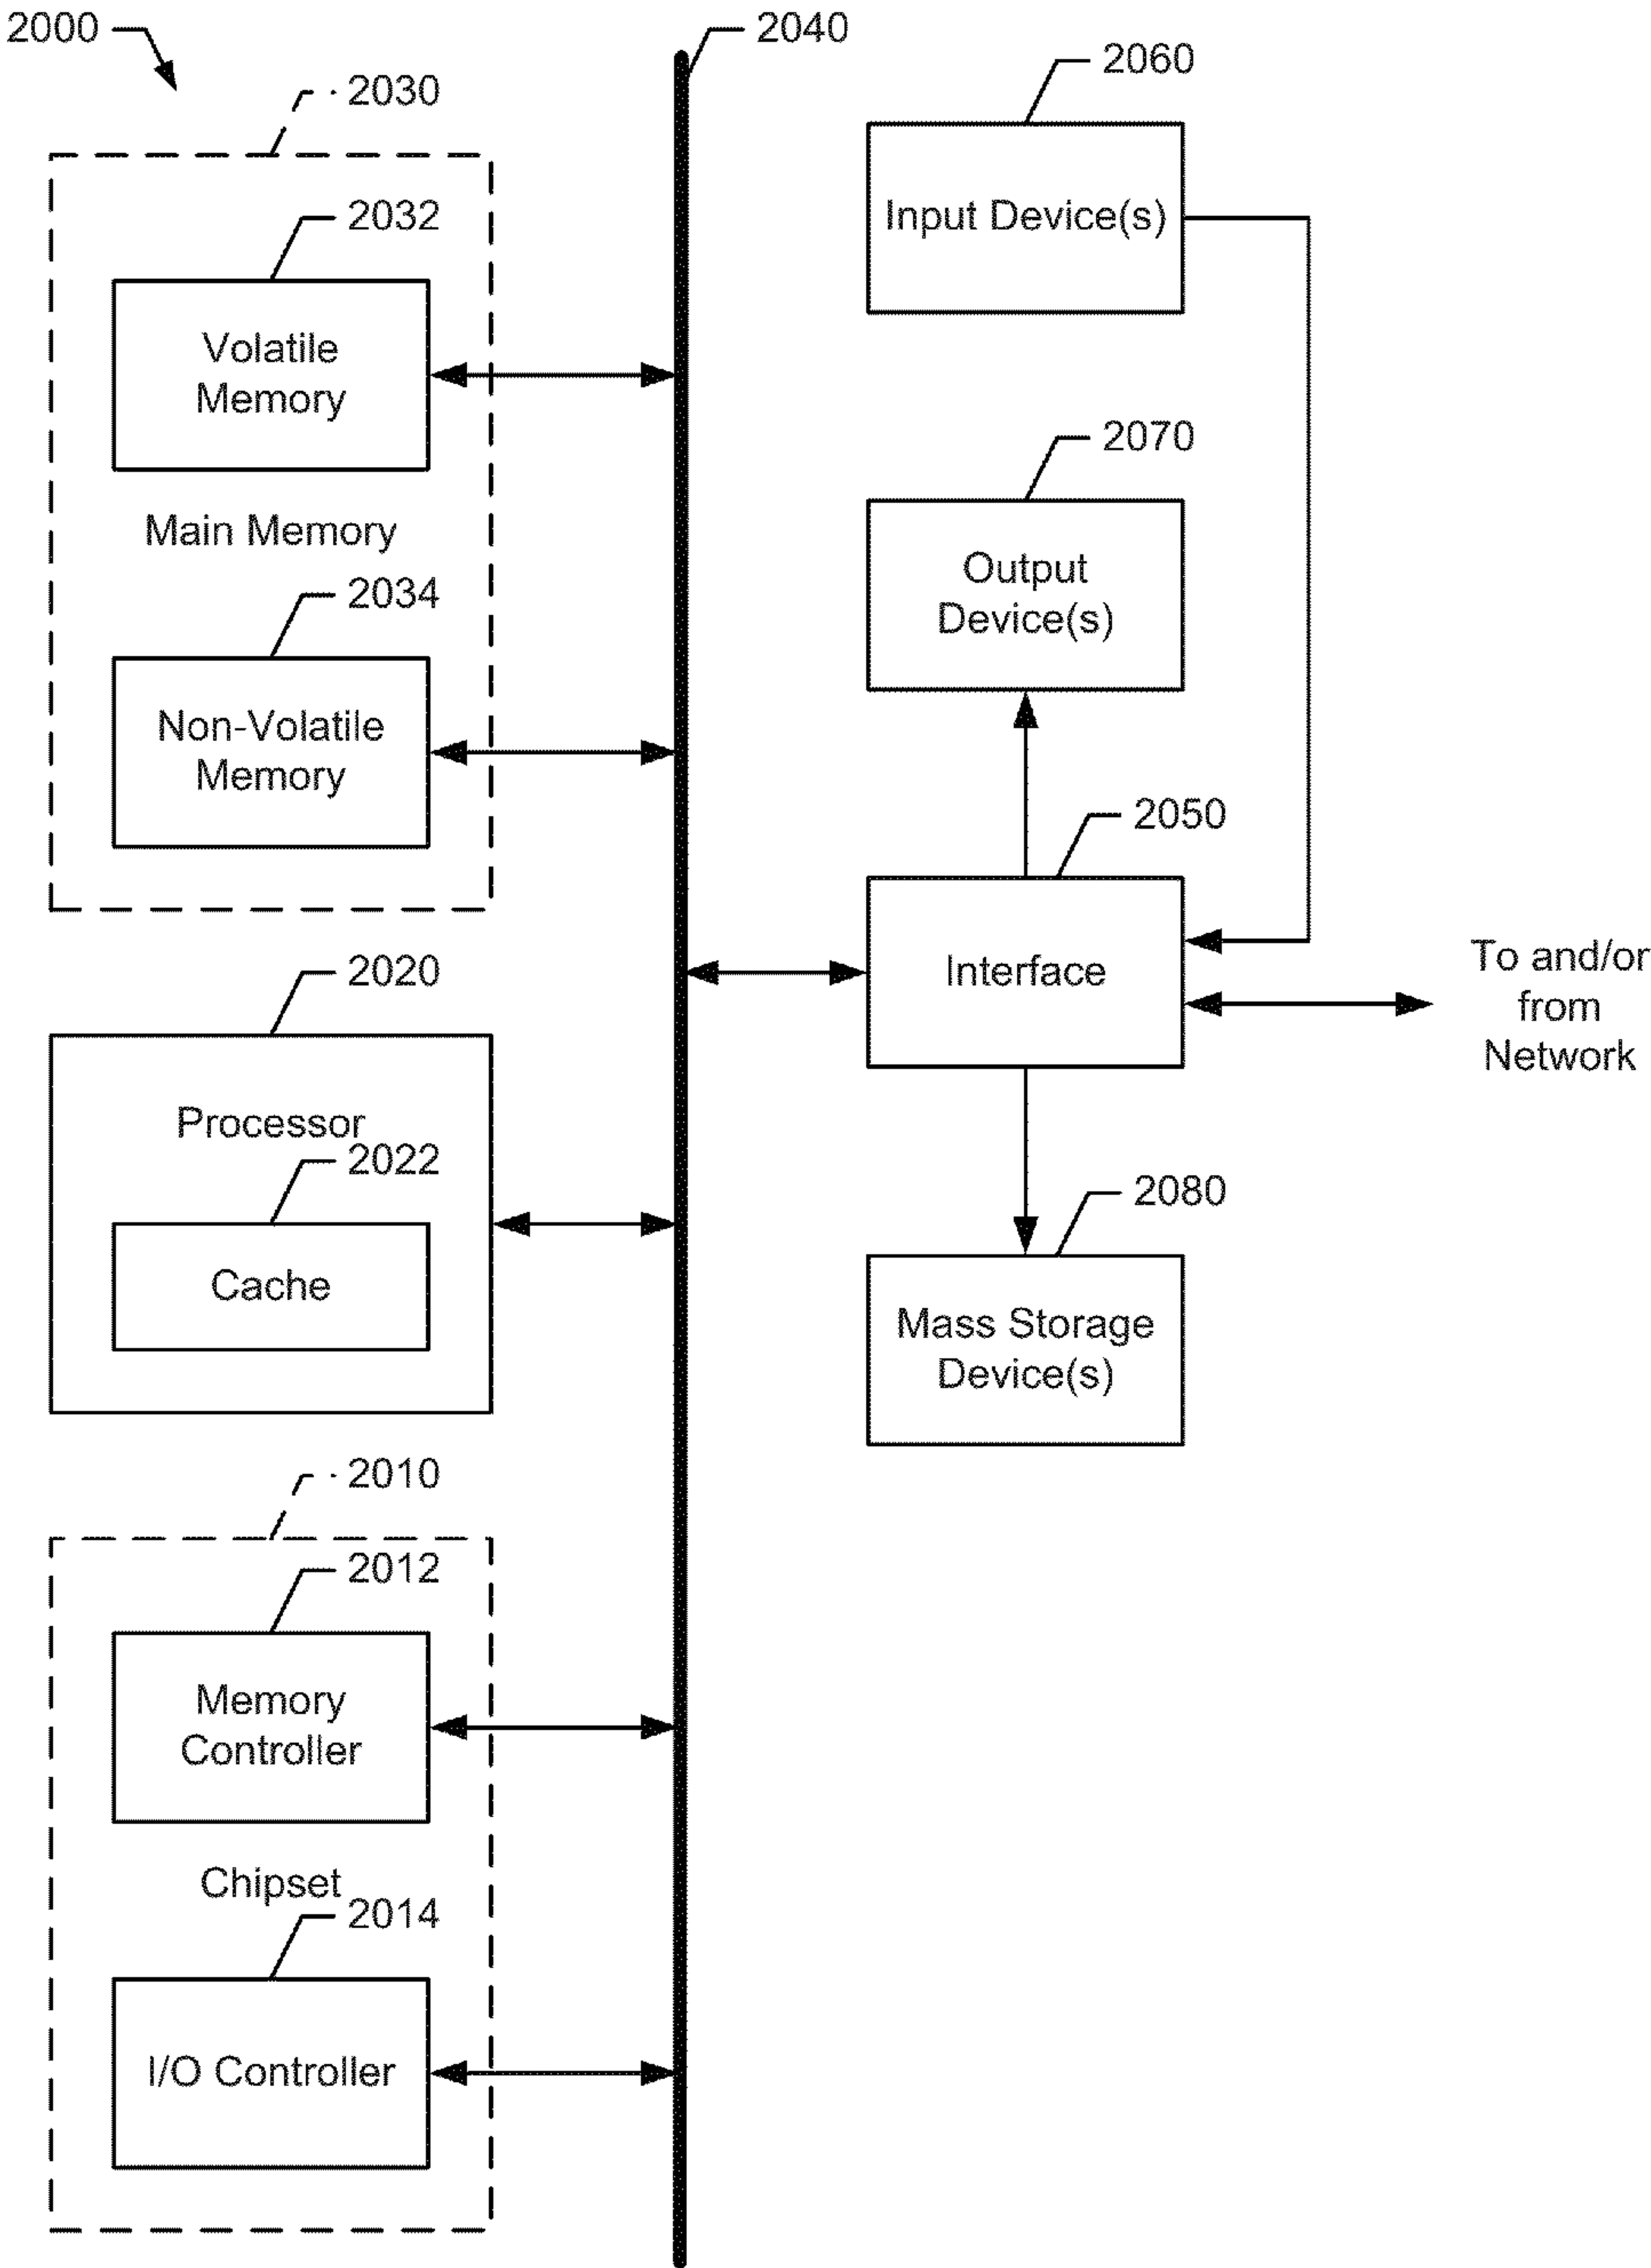 2000
2040
2060
2030
2032
Input Device(s)
Volatile
Memory
2070
Main Memory
Output
Device(s)
2034
Non-Volatile
Memory
2050
2020
Interface
To and/or
from
Network
Processor
2022
2080
Cache
Mass Storage
Device(s)
2010
2012
Memory
Controller
Chipset
2014
I/O Controller